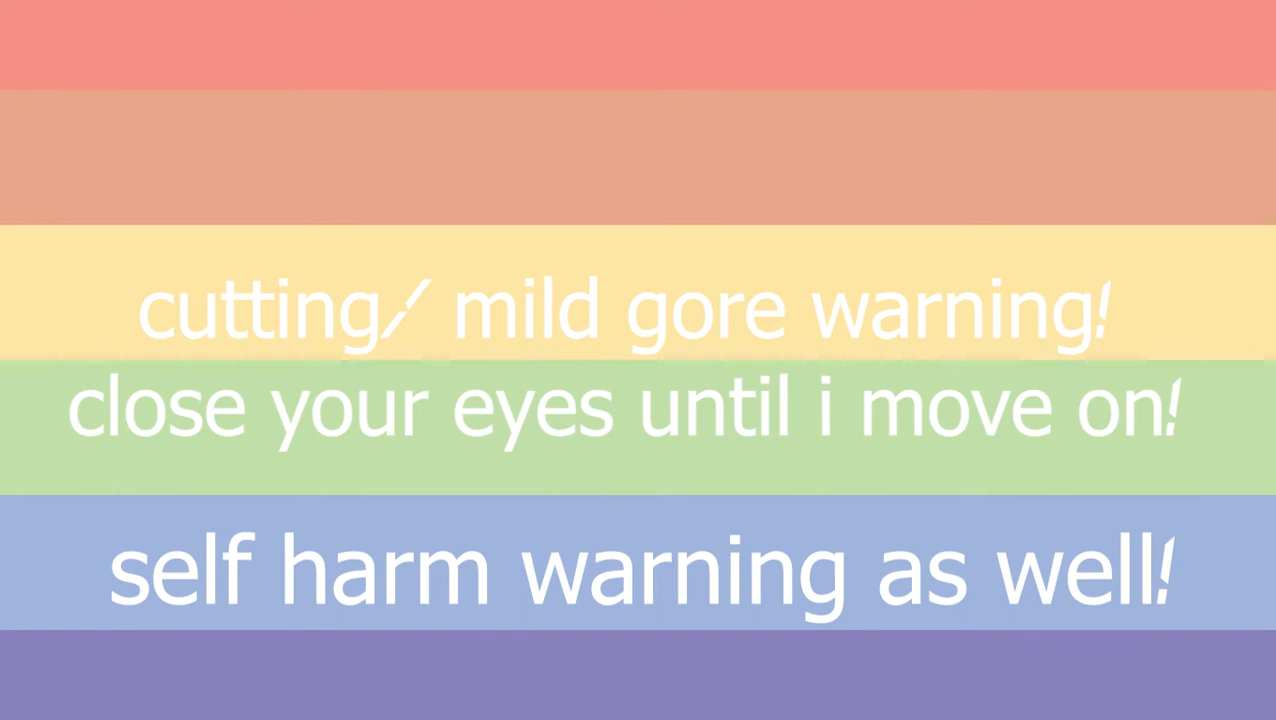 cutting/ mild gore warning!
close your eyes until i move on!
self harm warning as well!